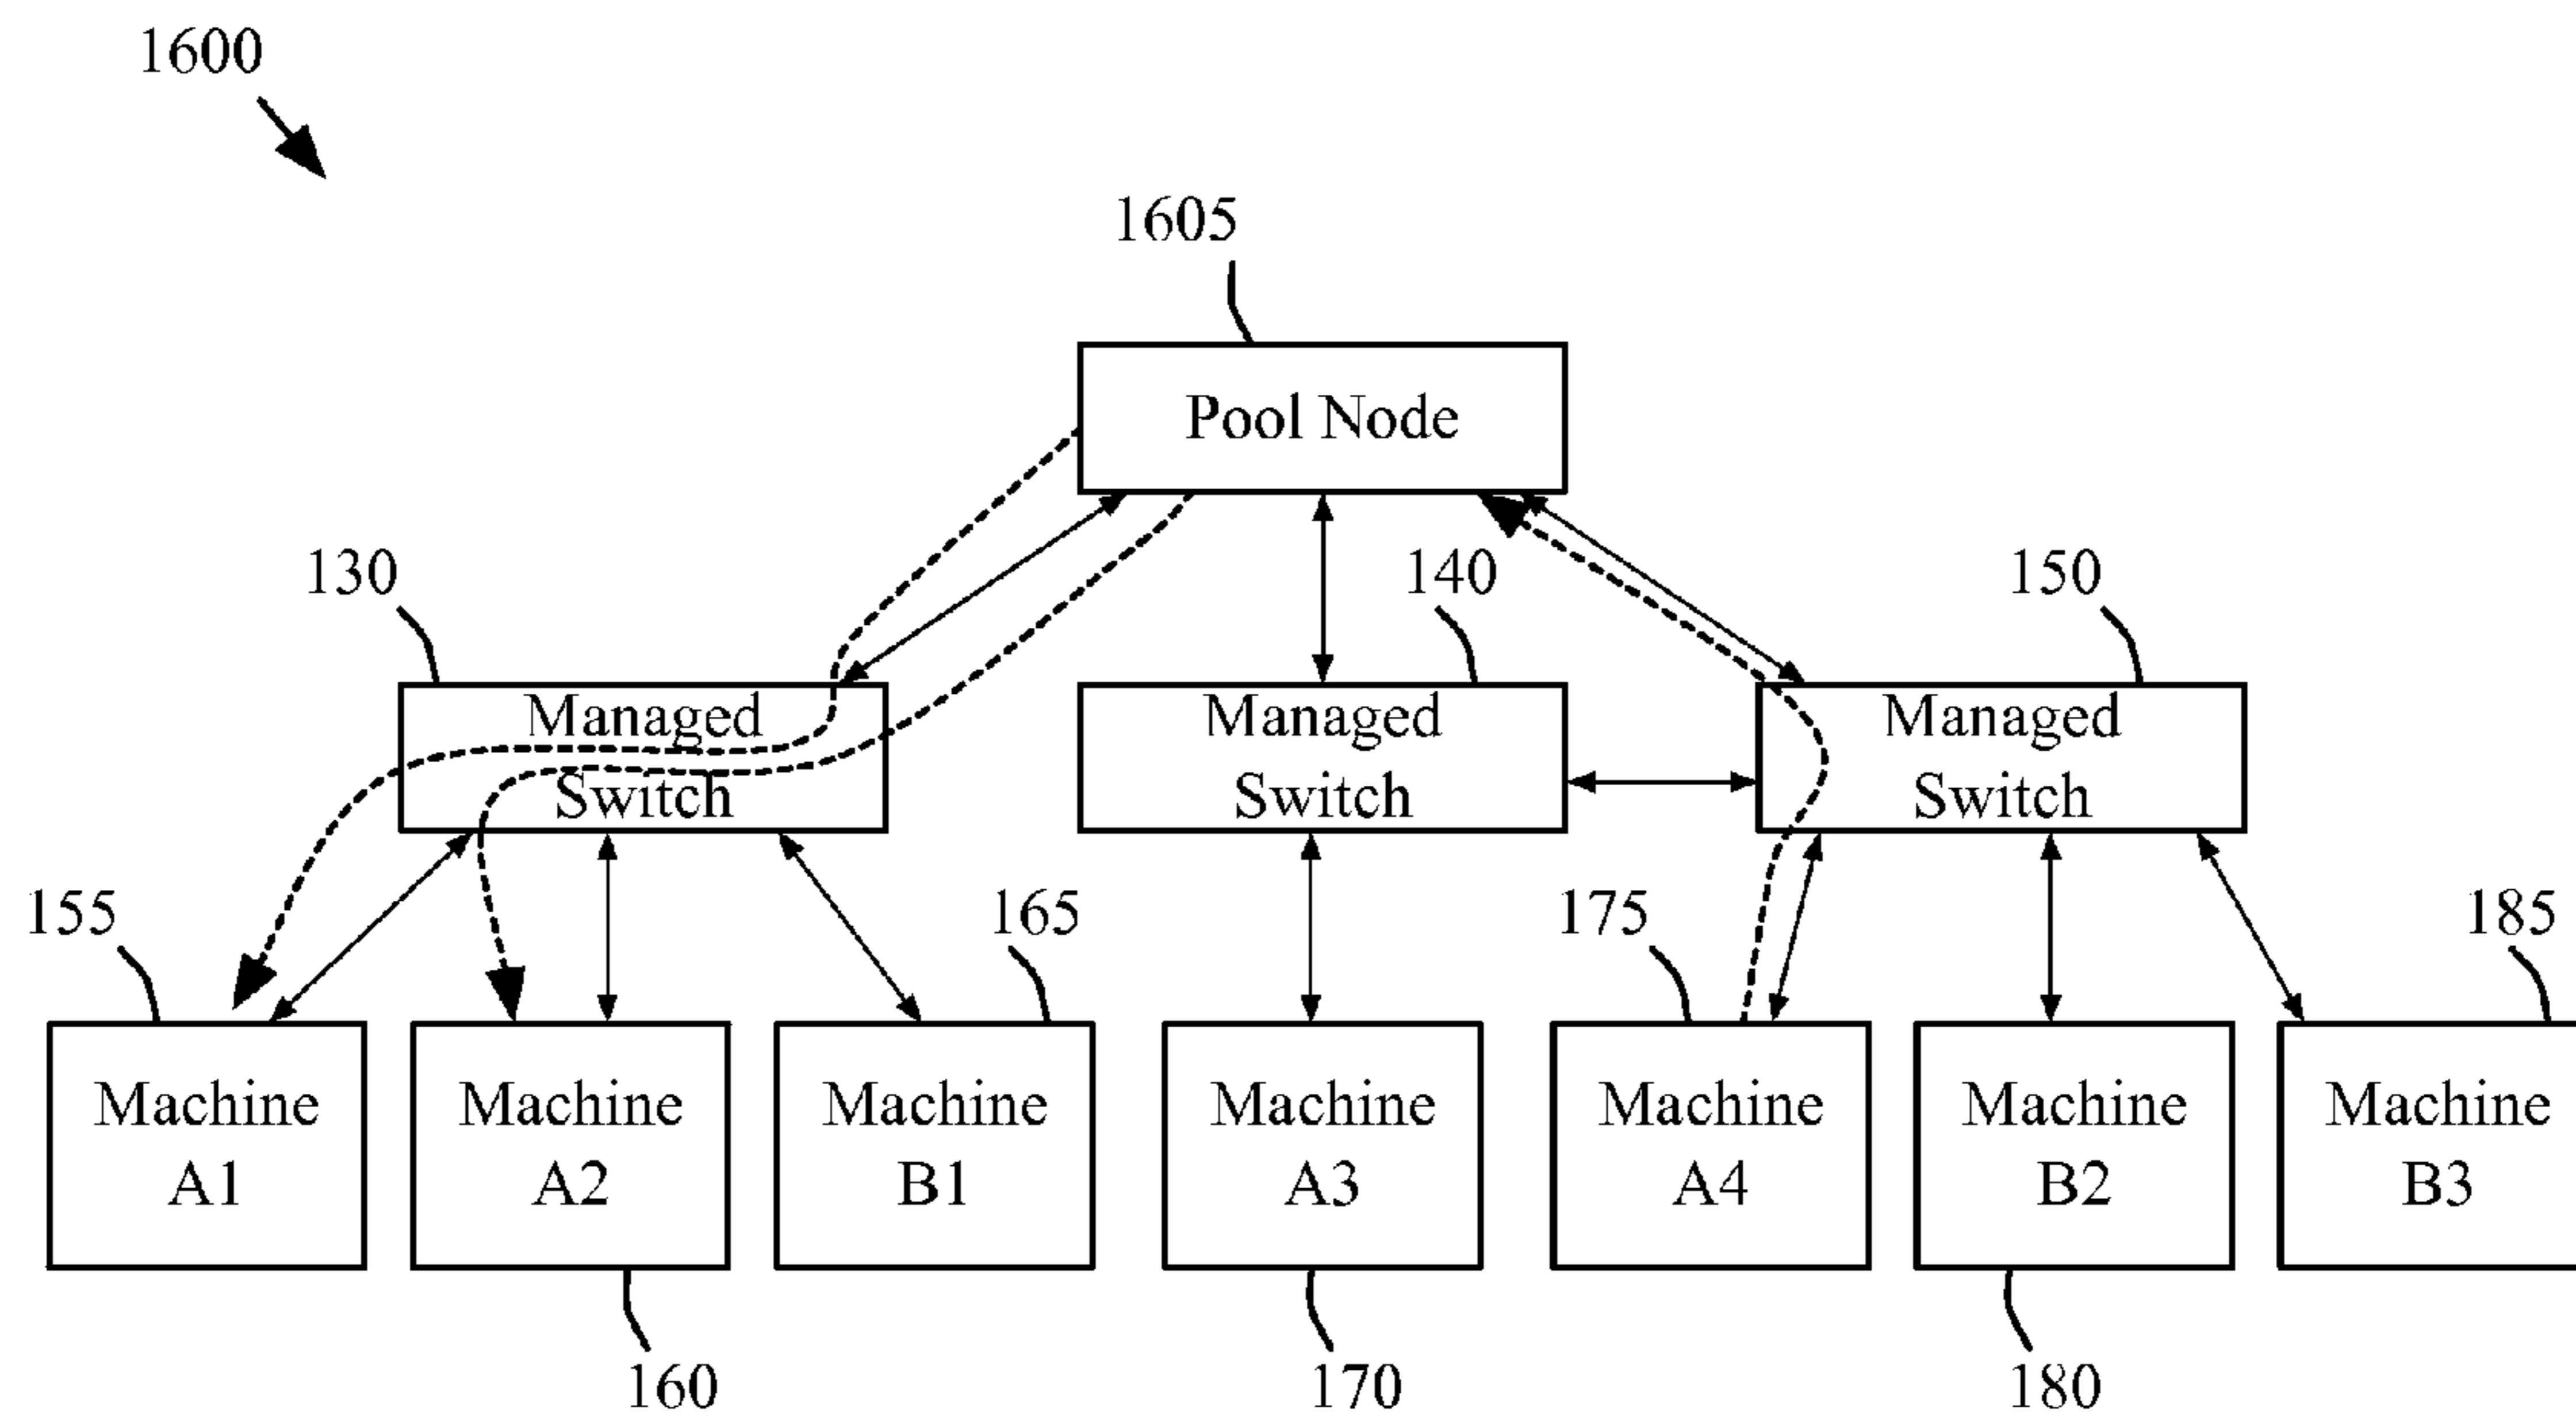 1600
1605
Pool Node
130
140
150
Managed
Switch
Managed
Switch
Managed
Switch
155
165
175
185
Machine
A1
Machine
A2
Machine
B1
Machine
A3
Machine
A4
Machine
B2
Machine
B3
160
170
180